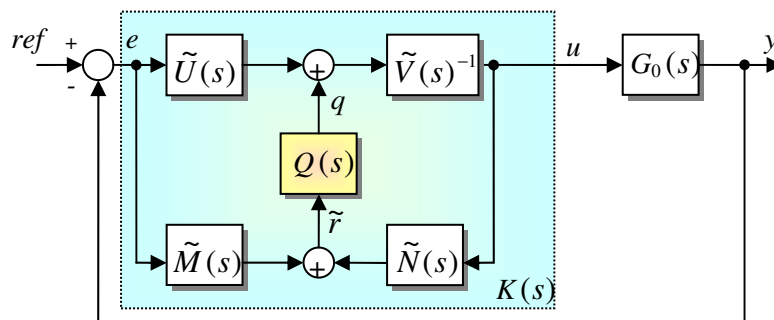 ref + - e Ũ(s) + Ṽ(s)⁻¹ u G₀(s) y
q
Q(s)
r̃
M̃(s) + Ñ(s)
K(s)